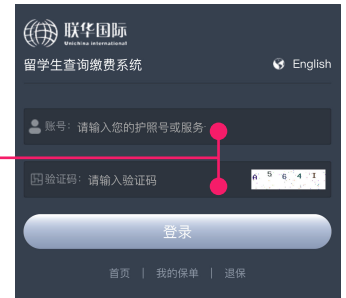 联华国际
Unichina international
留学生查询缴费系统
English
账号: 请输入您的护照号或服务
验证码: 请输入验证码
A 5 6 4 I
登录
首页 | 我的保单 | 退保